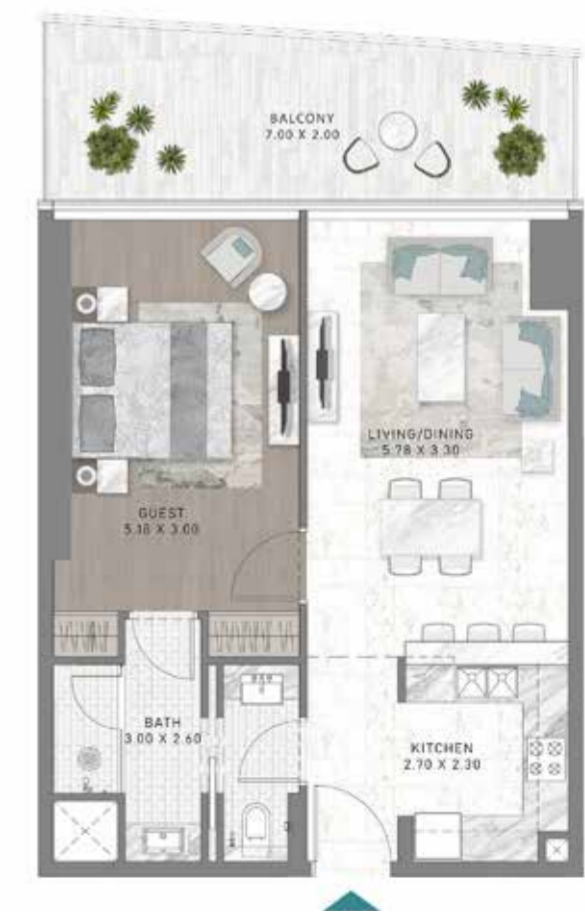 BALCONY
7.00 X 2.00
LIVING/DINING
5.78 X 3.30
GUEST
5.18 X 3.00
BATH
3.00 X 2.60
KITCHEN
2.70 X 2.30